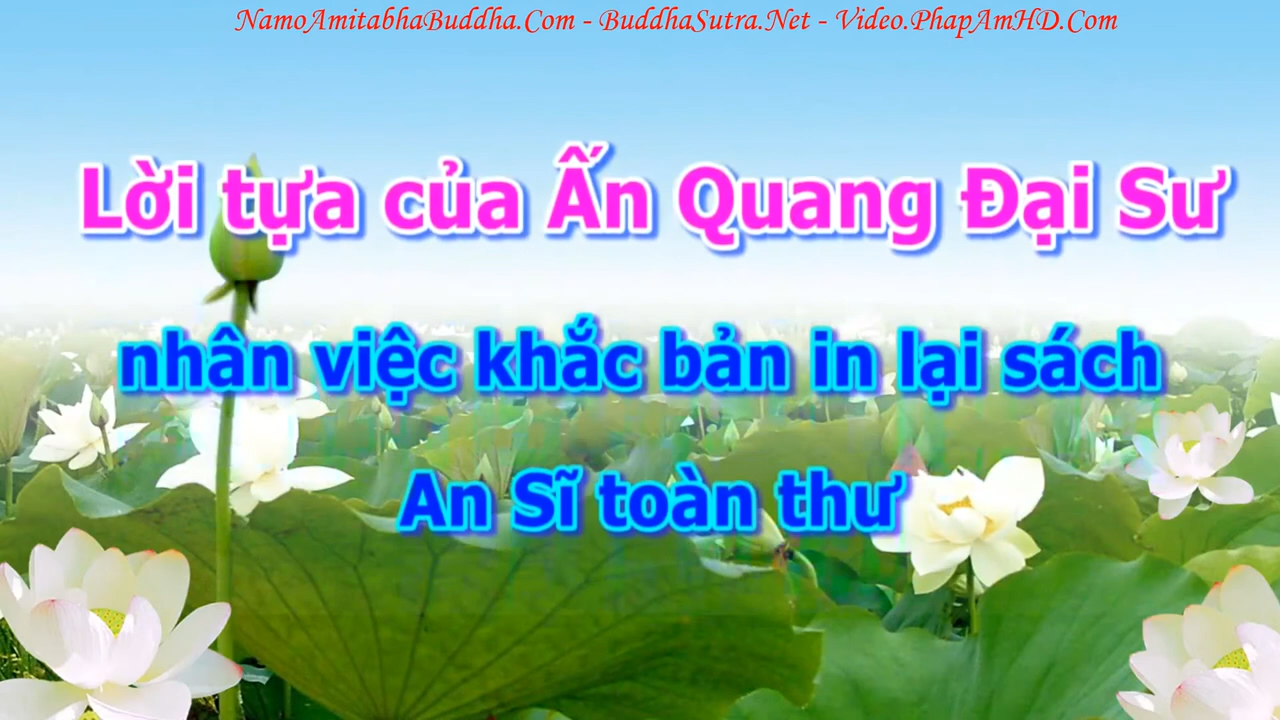 NamoAmitabhaBuddha.Com - BuddhaSutra.Net - Video.PhapAmHD.Com
Lời tựa của Ấn Quang Đại Sư
nhân việc khắc bản in lại sách
An Sĩ toàn thư